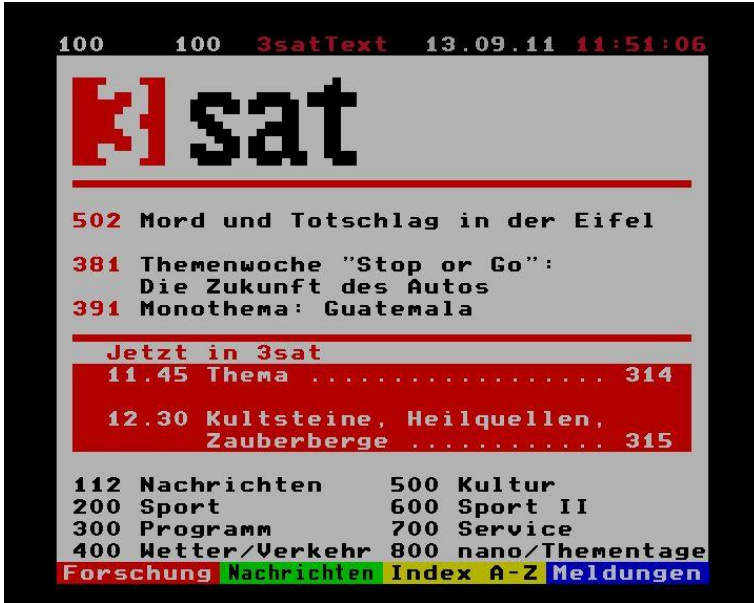 100 100 3satText 13.09.11 11:51:06
3sat
502 Mord und Totschlag in der Eifel
381 Themenwoche "Stop or Go":
Die Zukunft des Autos
391 Monothema: Guatemala
Jetzt in 3sat
11.45 Thema .................. 314
12.30 Kultsteine, Heilquellen,
Zauberberge ............ 315
112 Nachrichten 500 Kultur
200 Sport 600 Sport II
300 Programm 700 Service
400 Wetter/Verkehr 800 nano/Thementage
Forschung Nachrichten Index A-Z Meldungen